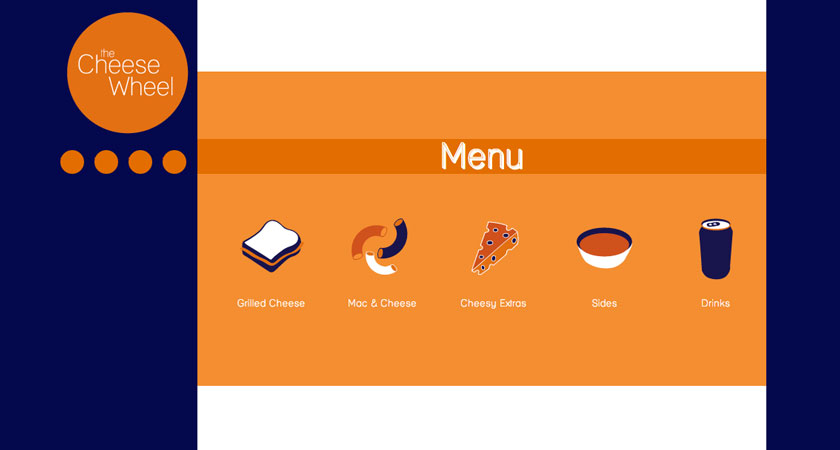 the
Cheese
Wheel
Menu
Grilled Cheese
Mac & Cheese
Cheesy Extras
Sides
Drinks